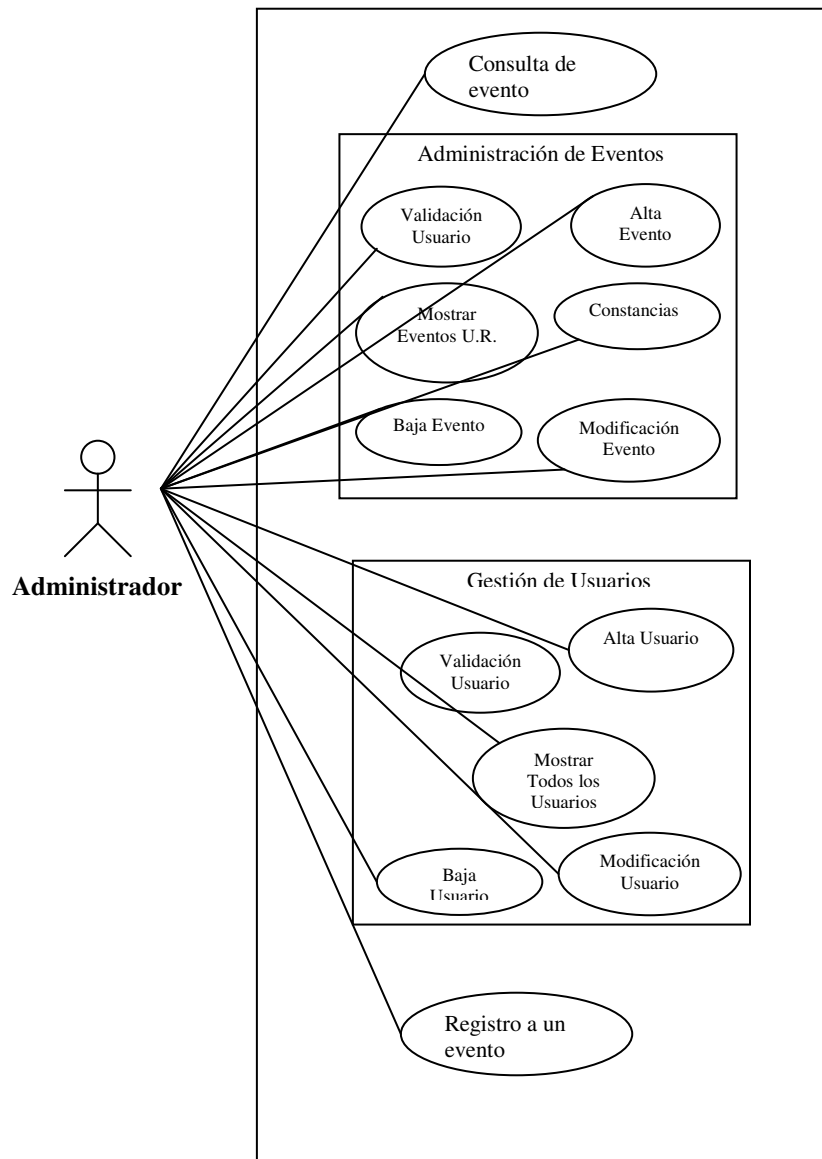 Consulta de
evento
Administración de Eventos
Validación
Usuario
Alta
Evento
Mostrar
Eventos U.R.
Constancias
Baja Evento
Modificación
Evento
Administrador
Gestión de Usuarios
Alta Usuario
Validación
Usuario
Mostrar
Todos los
Usuarios
Baja
Usuario
Modificación
Usuario
Registro a un
evento